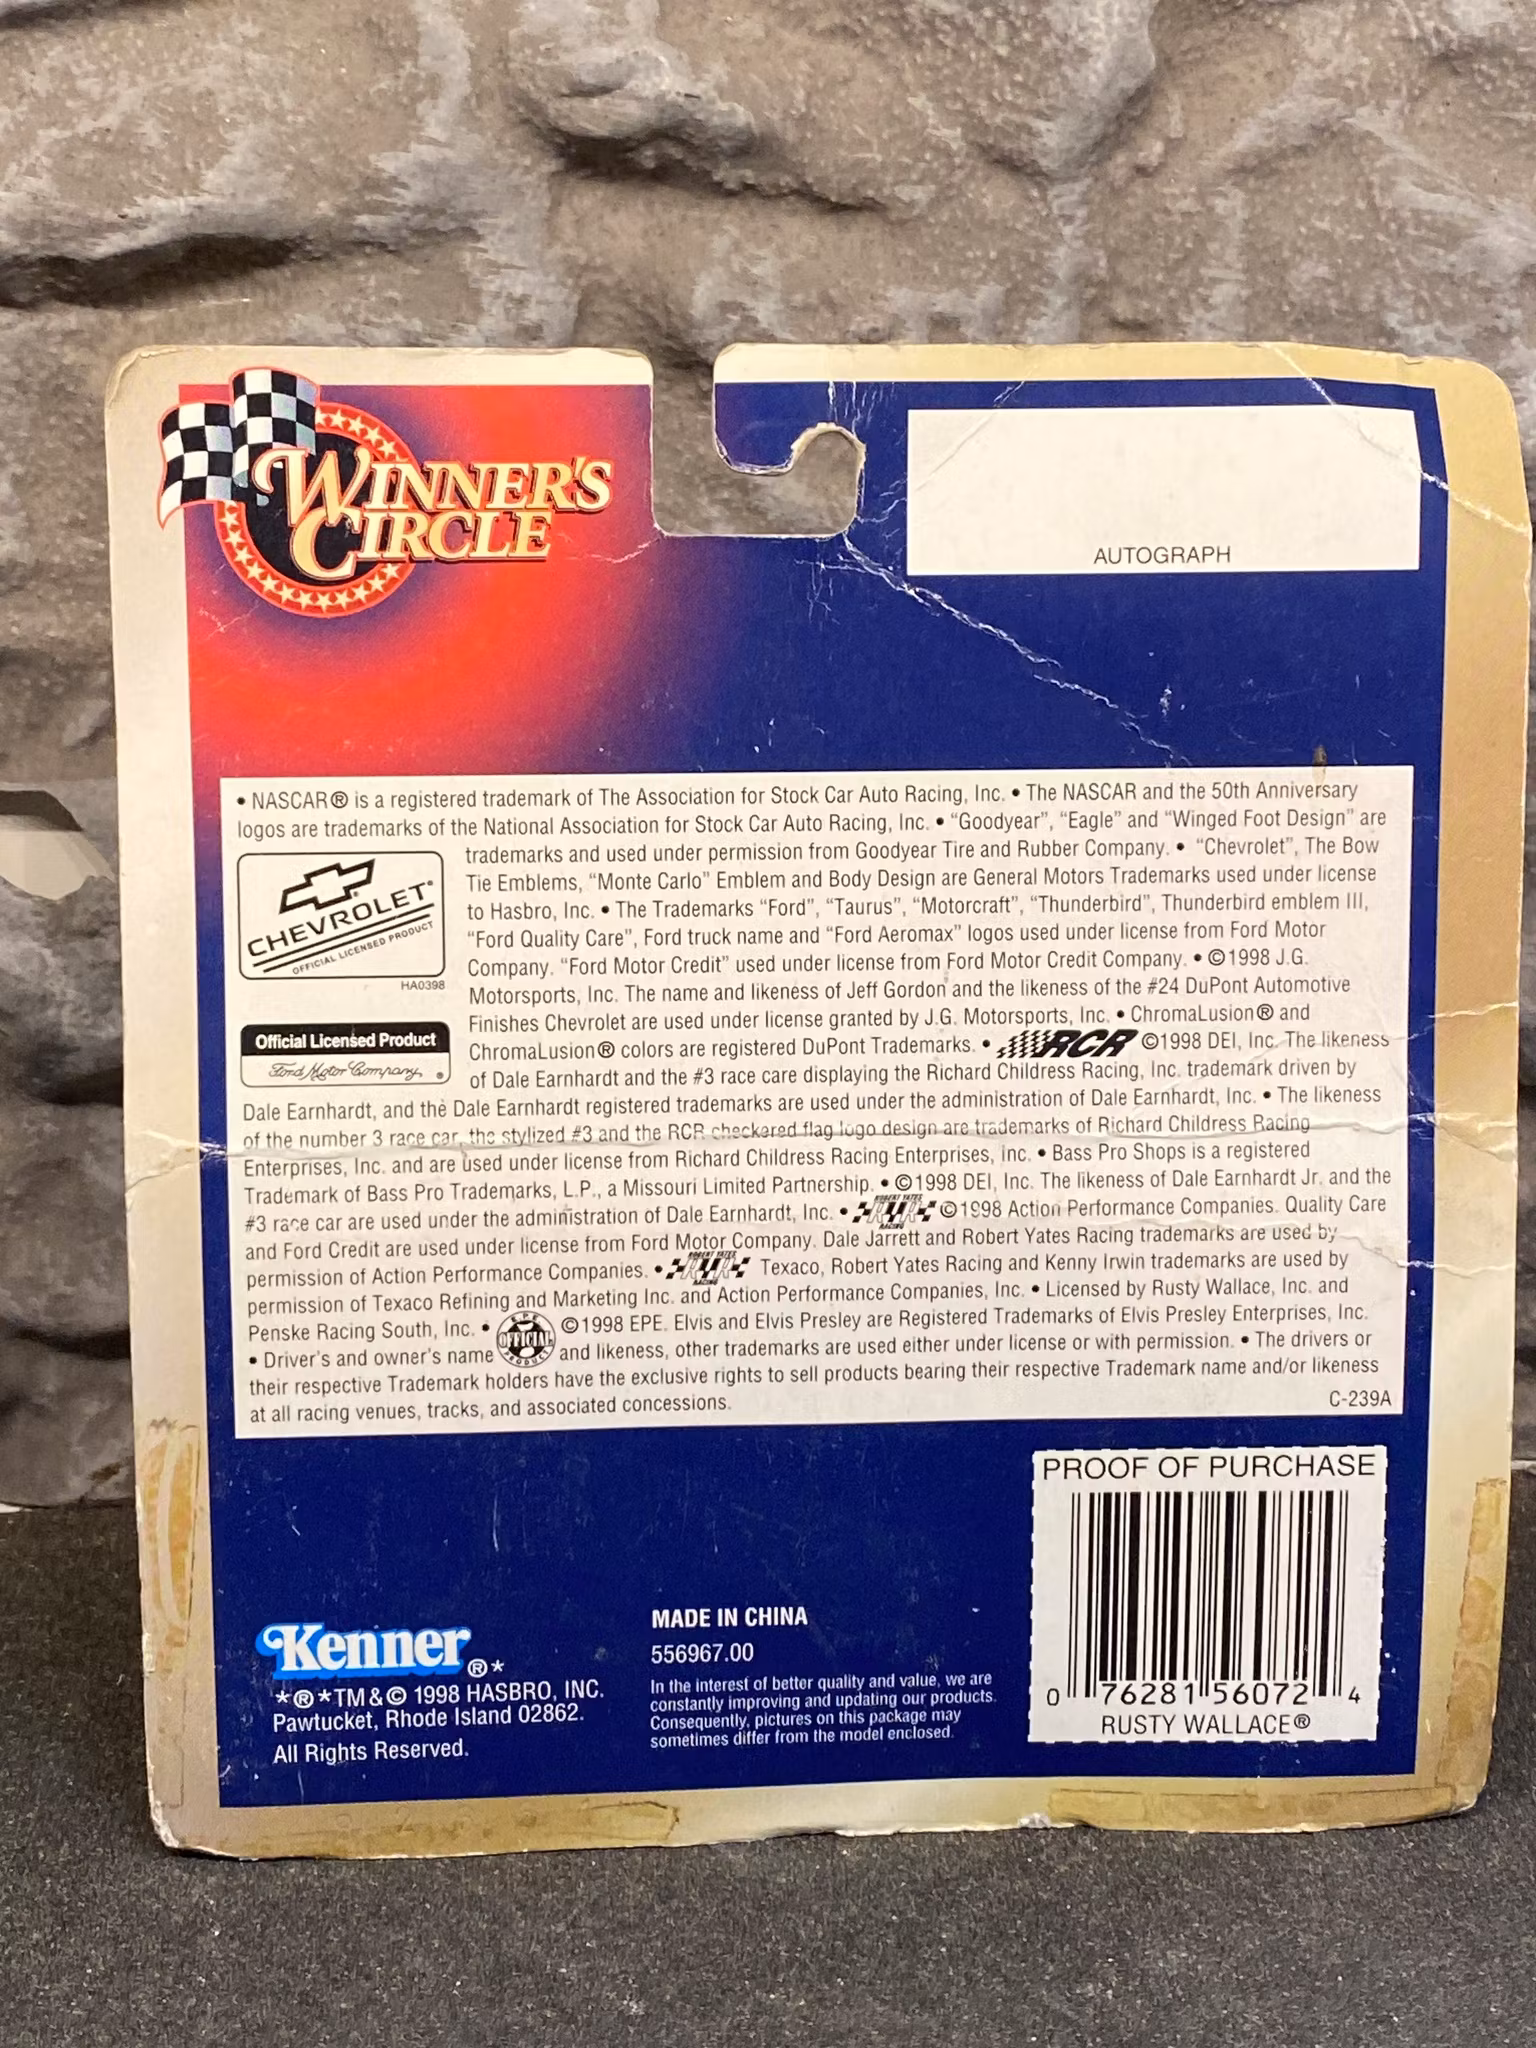 WINNER'S
CIRCLE
AUTOGRAPH
• NASCAR® is a registered trademark of The Association for Stock Car Auto Racing, Inc. • The NASCAR and the 50th Anniversary
logos are trademarks of the National Association for Stock Car Auto Racing, Inc. • “Goodyear”, “Eagle” and “Winged Foot Design” are
trademarks and used under permission from Goodyear Tire and Rubber Company. • “Chevrolet”, The Bow
Tie Emblems, “Monte Carlo” Emblem and Body Design are General Motors Trademarks used under license
to Hasbro, Inc. • The Trademarks “Ford”, “Taurus”, “Motorcraft”, “Thunderbird”, Thunderbird emblem III,
“Ford Quality Care”, Ford truck name and “Ford Aeromax” logos used under license from Ford Motor
Company. “Ford Motor Credit” used under license from Ford Motor Credit Company. • ©1998 J.G.
Motorsports, Inc. The name and likeness of Jeff Gordon and the likeness of the #24 DuPont Automotive
Finishes Chevrolet are used under license granted by J.G. Motorsports, Inc. • ChromaLusion® and
ChromaLusion® colors are registered DuPont Trademarks. • RCR ©1998 DEI, Inc. The likeness
of Dale Earnhardt and the #3 race care displaying the Richard Childress Racing, Inc. trademark driven by
CHEVROLET
OFFICIAL LICENSED PRODUCT
HA0398
Official Licensed Product
Ford Motor Company ®
Dale Earnhardt, and the Dale Earnhardt registered trademarks are used under the administration of Dale Earnhardt, Inc. • The likeness
of the number 3 race car, the stylized #3 and the RCR checkered flag logo design are trademarks of Richard Childress Racing
Enterprises, Inc. and are used under license from Richard Childress Racing Enterprises, Inc. • Bass Pro Shops is a registered
Trademark of Bass Pro Trademarks, L.P., a Missouri Limited Partnership. • ©1998 DEI, Inc. The likeness of Dale Earnhardt Jr. and the
#3 race car are used under the administration of Dale Earnhardt, Inc. • ROBERT YATES RYR RACING ©1998 Action Performance Companies. Quality Care
and Ford Credit are used under license from Ford Motor Company. Dale Jarrett and Robert Yates Racing trademarks are used by
permission of Action Performance Companies. • ROBERT YATES RYR RACING Texaco, Robert Yates Racing and Kenny Irwin trademarks are used by
permission of Texaco Refining and Marketing Inc. and Action Performance Companies, Inc. • Licensed by Rusty Wallace, Inc. and
Penske Racing South, Inc. • EPE OFFICIAL PRODUCT ©1998 EPE. Elvis and Elvis Presley are Registered Trademarks of Elvis Presley Enterprises, Inc.
• Driver's and owner's name and likeness, other trademarks are used either under license or with permission. • The drivers or
their respective Trademark holders have the exclusive rights to sell products bearing their respective Trademark name and/or likeness
at all racing venues, tracks, and associated concessions.
C-239A
PROOF OF PURCHASE
0 76281 56072 4
RUSTY WALLACE®
Kenner®*
*®*TM & © 1998 HASBRO, INC.
Pawtucket, Rhode Island 02862.
All Rights Reserved.
MADE IN CHINA
556967.00
In the interest of better quality and value, we are
constantly improving and updating our products.
Consequently, pictures on this package may
sometimes differ from the model enclosed.